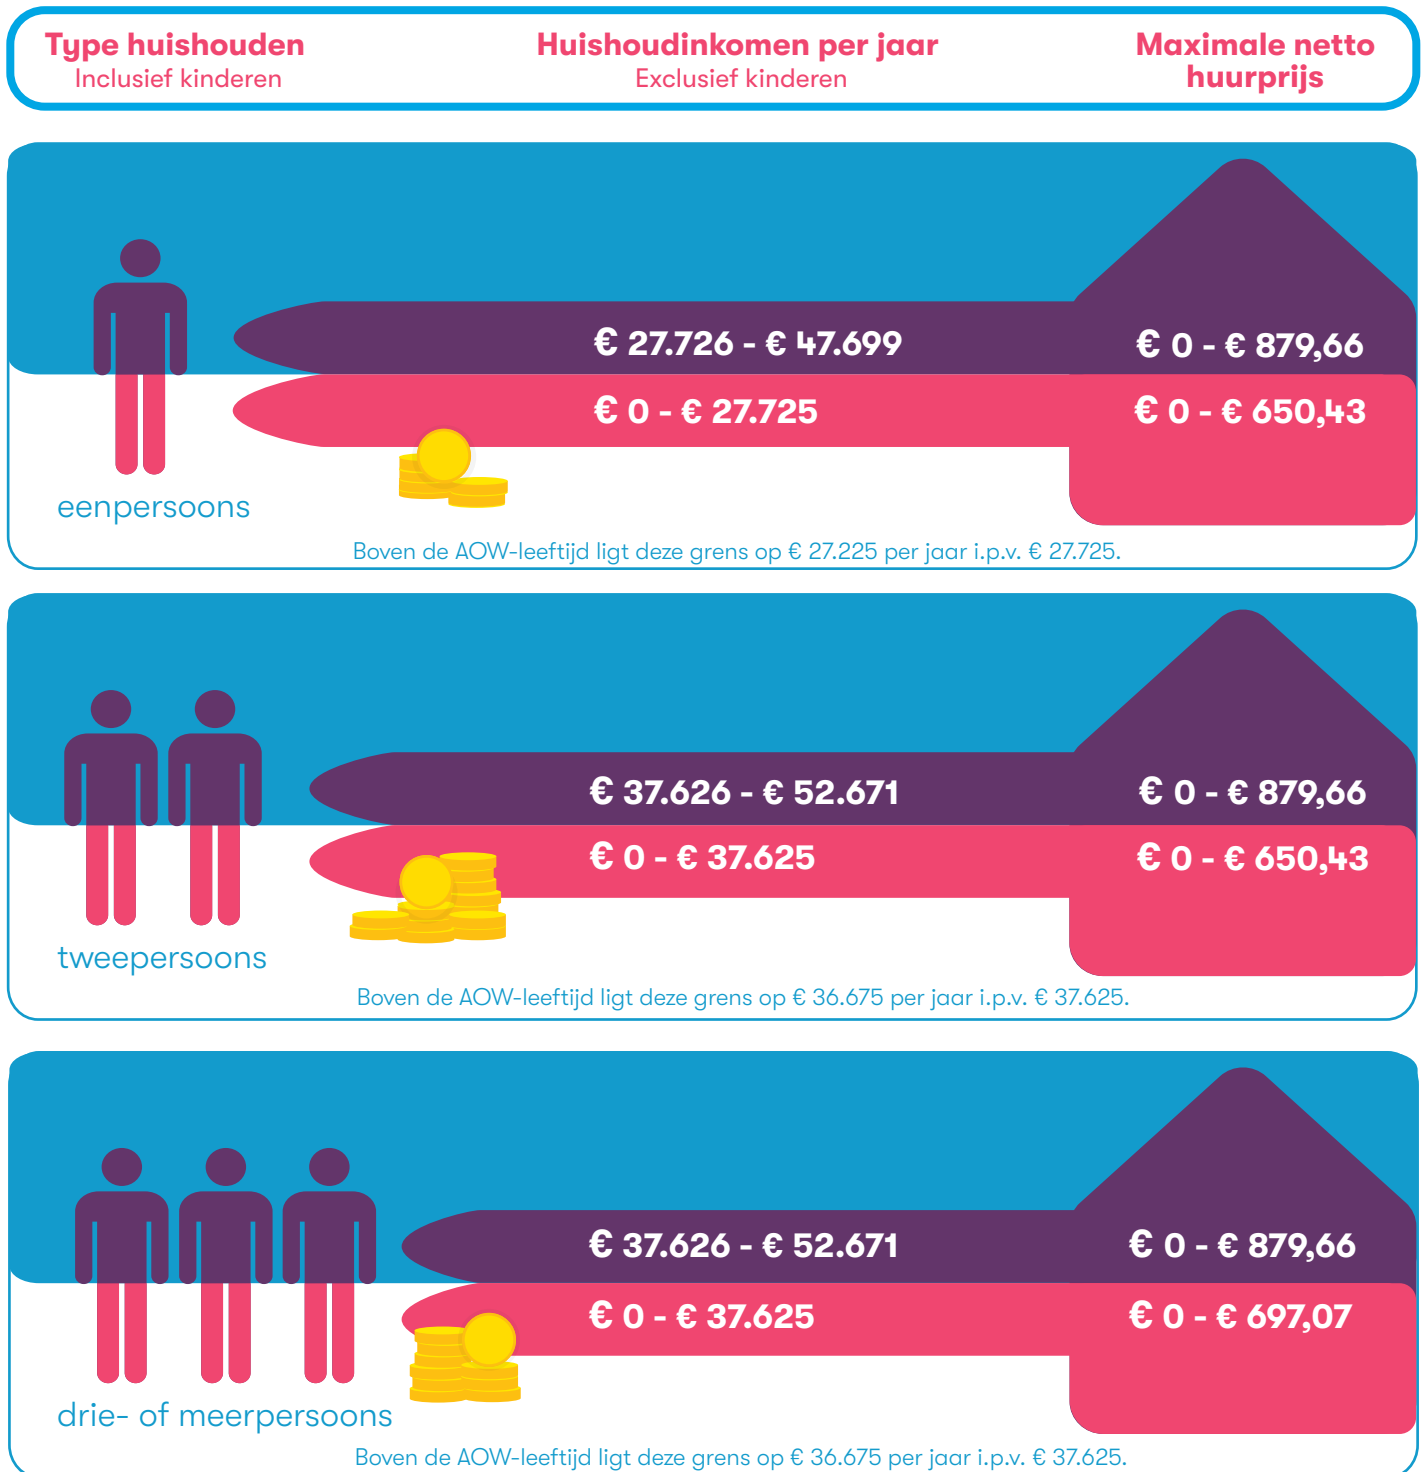 Type huishouden
Inclusief kinderen
Huishoudinkomen per jaar
Exclusief kinderen
Maximale netto
huurprijs
€ 27.726 - € 47.699
€ 0 - € 879,66
€ 0 - € 27.725
€ 0 - € 650,43
eenpersoons
Boven de AOW-leeftijd ligt deze grens op € 27.225 per jaar i.p.v. € 27.725.
€ 37.626 - € 52.671
€ 0 - € 879,66
€ 0 - € 37.625
€ 0 - € 650,43
tweepersoons
Boven de AOW-leeftijd ligt deze grens op € 36.675 per jaar i.p.v. € 37.625.
€ 37.626 - € 52.671
€ 0 - € 879,66
€ 0 - € 37.625
€ 0 - € 697,07
drie- of meerpersoons
Boven de AOW-leeftijd ligt deze grens op € 36.675 per jaar i.p.v. € 37.625.